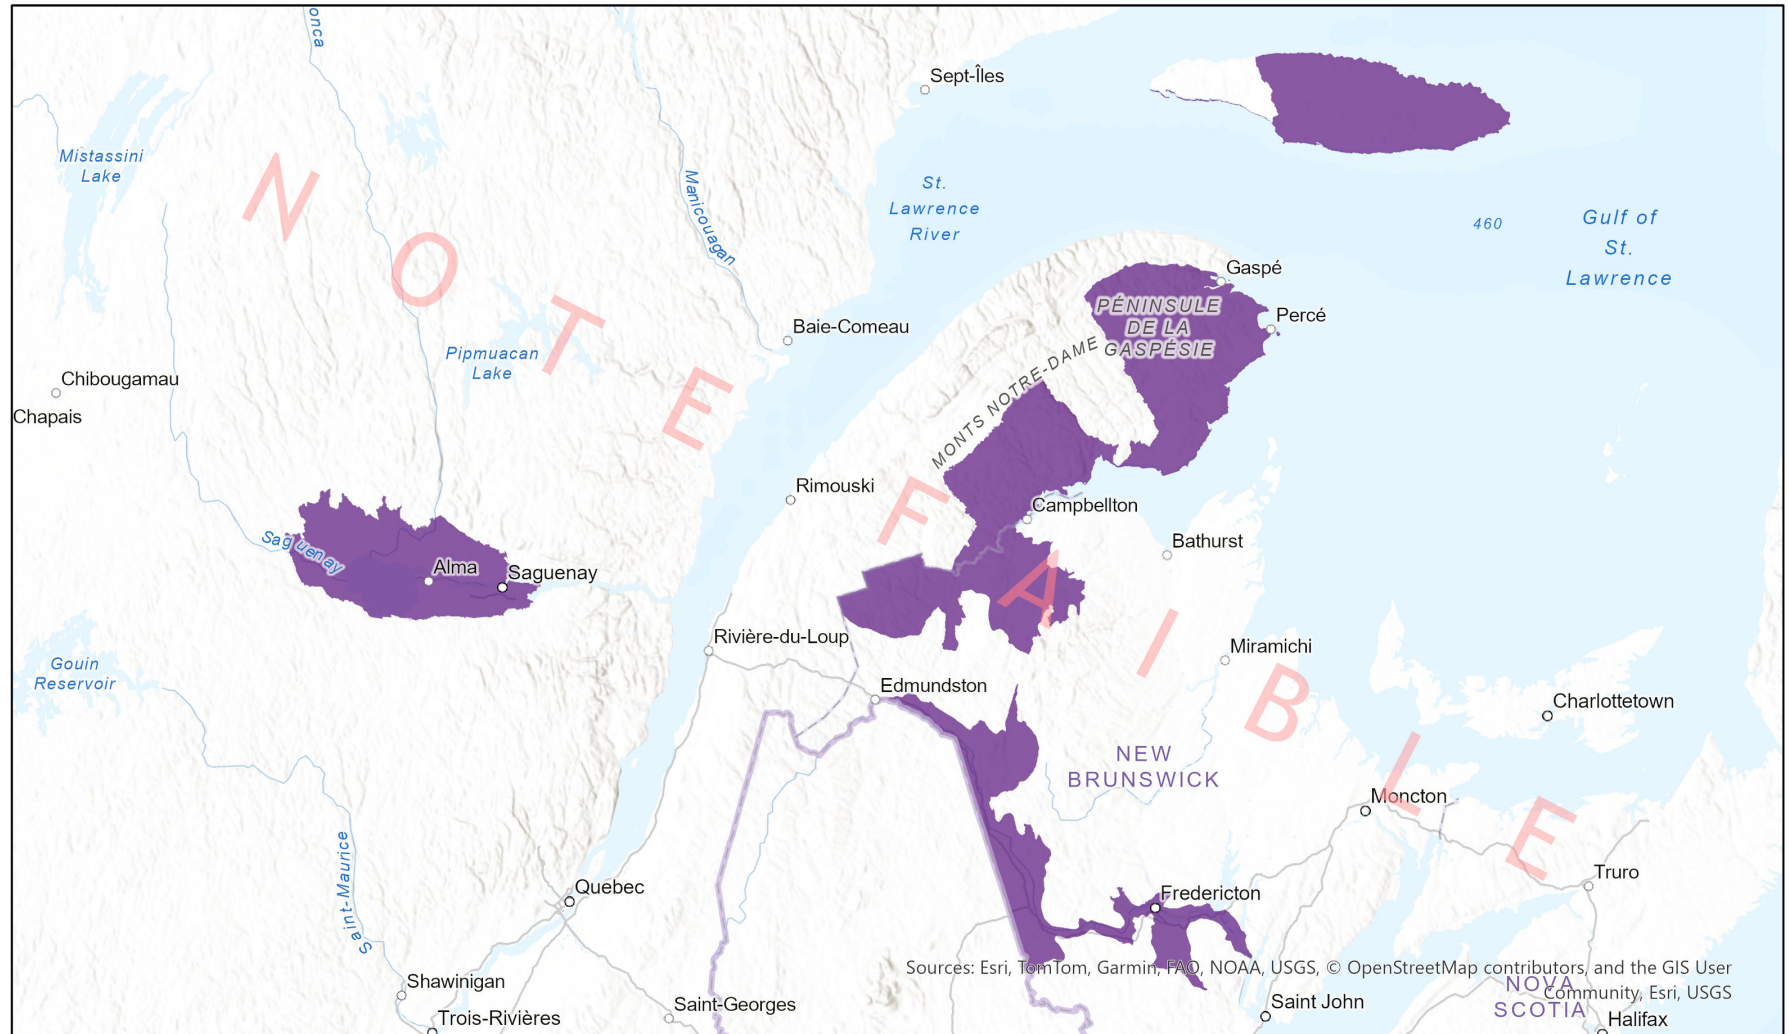 onca
Sept-Îles
Mistassini
Lake
Manicouagan
St.
Lawrence
River
460
Gulf of
St.
Lawrence
Gaspé
PÉNINSULE
DE LA
GASPÉSIE
Percé
Baie-Comeau
Pipmuacan
Lake
MONTS NOTRE-DAME
Chibougamau
Chapais
NOTE FAIBLE
Rimouski
Campbellton
Bathurst
Saguenay
Alma
Saguenay
Rivière-du-Loup
Miramichi
Gouin
Reservoir
Edmundston
Charlottetown
NEW
BRUNSWICK
Moncton
Saint-Maurice
Quebec
Truro
Fredericton
Shawinigan
Saint-Georges
Trois-Rivières
Saint John
NOVA
SCOTIA
Halifax
Sources: Esri, TomTom, Garmin, FAO, NOAA, USGS, © OpenStreetMap contributors, and the GIS User
Community, Esri, USGS